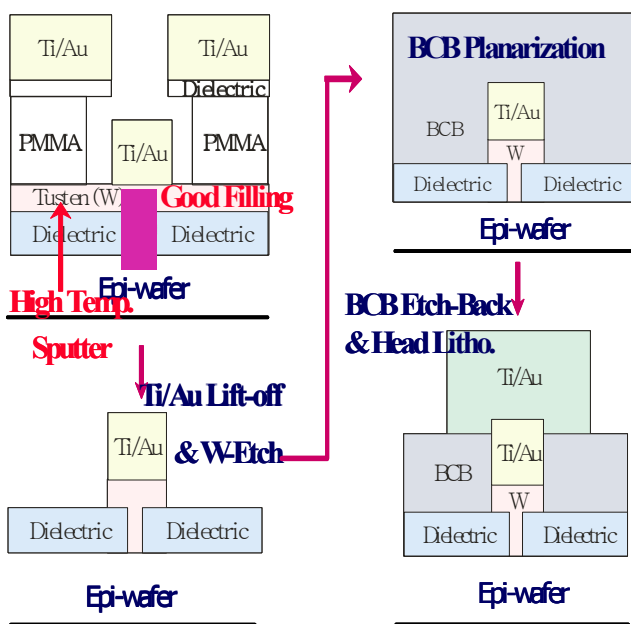 Ti/Au
Ti/Au
Dielectric
PMMA
Ti/Au
PMMA
Tusten (W)
Good Filling
Dielectric
Dielectric
Epi-wafer
High Temp.
Sputter
Ti/Au Lift-off
& W-Etch
Ti/Au
Dielectric
Dielectric
Epi-wafer
BCB Planarization
Ti/Au
BCB
W
Dielectric
Dielectric
Epi-wafer
BCB Etch-Back
& Head Litho.
Ti/Au
Ti/Au
BCB
W
Dielectric
Dielectric
Epi-wafer